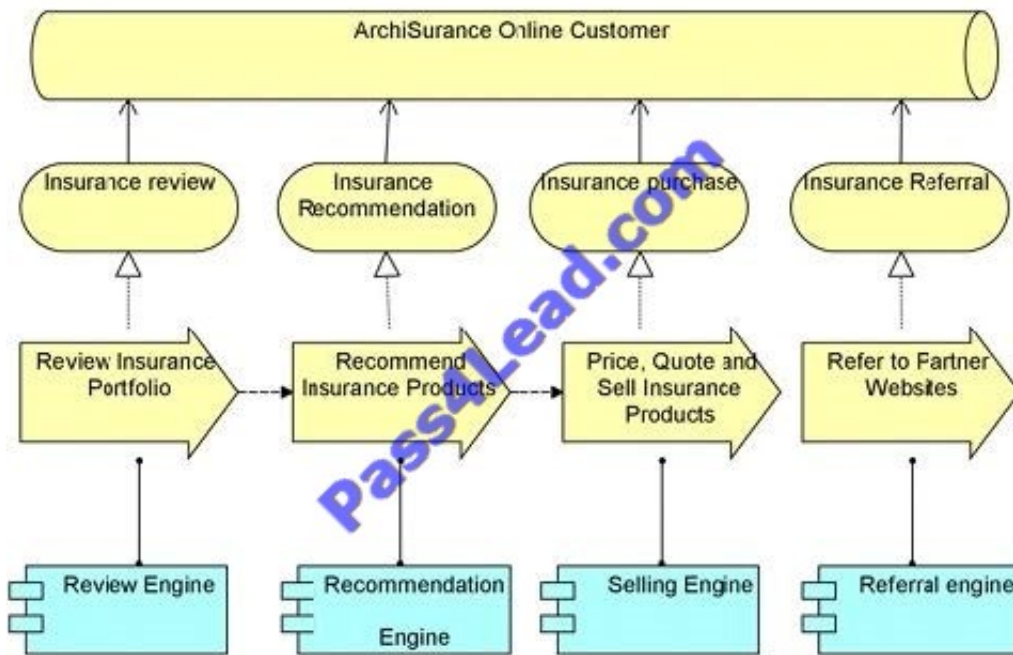 ArchiSurance Online Customer
Insurance review
Insurance
Recommendation
Insurance purchase
Insurance Referral
Review Insurance
Portfolio
Recommend
Insurance Products
Price, Quote and
Sell Insurance
Products
Refer to Partner
Websites
Review Engine
Recommendation
Engine
Selling Engine
Referral engine
Pass4Lead.com